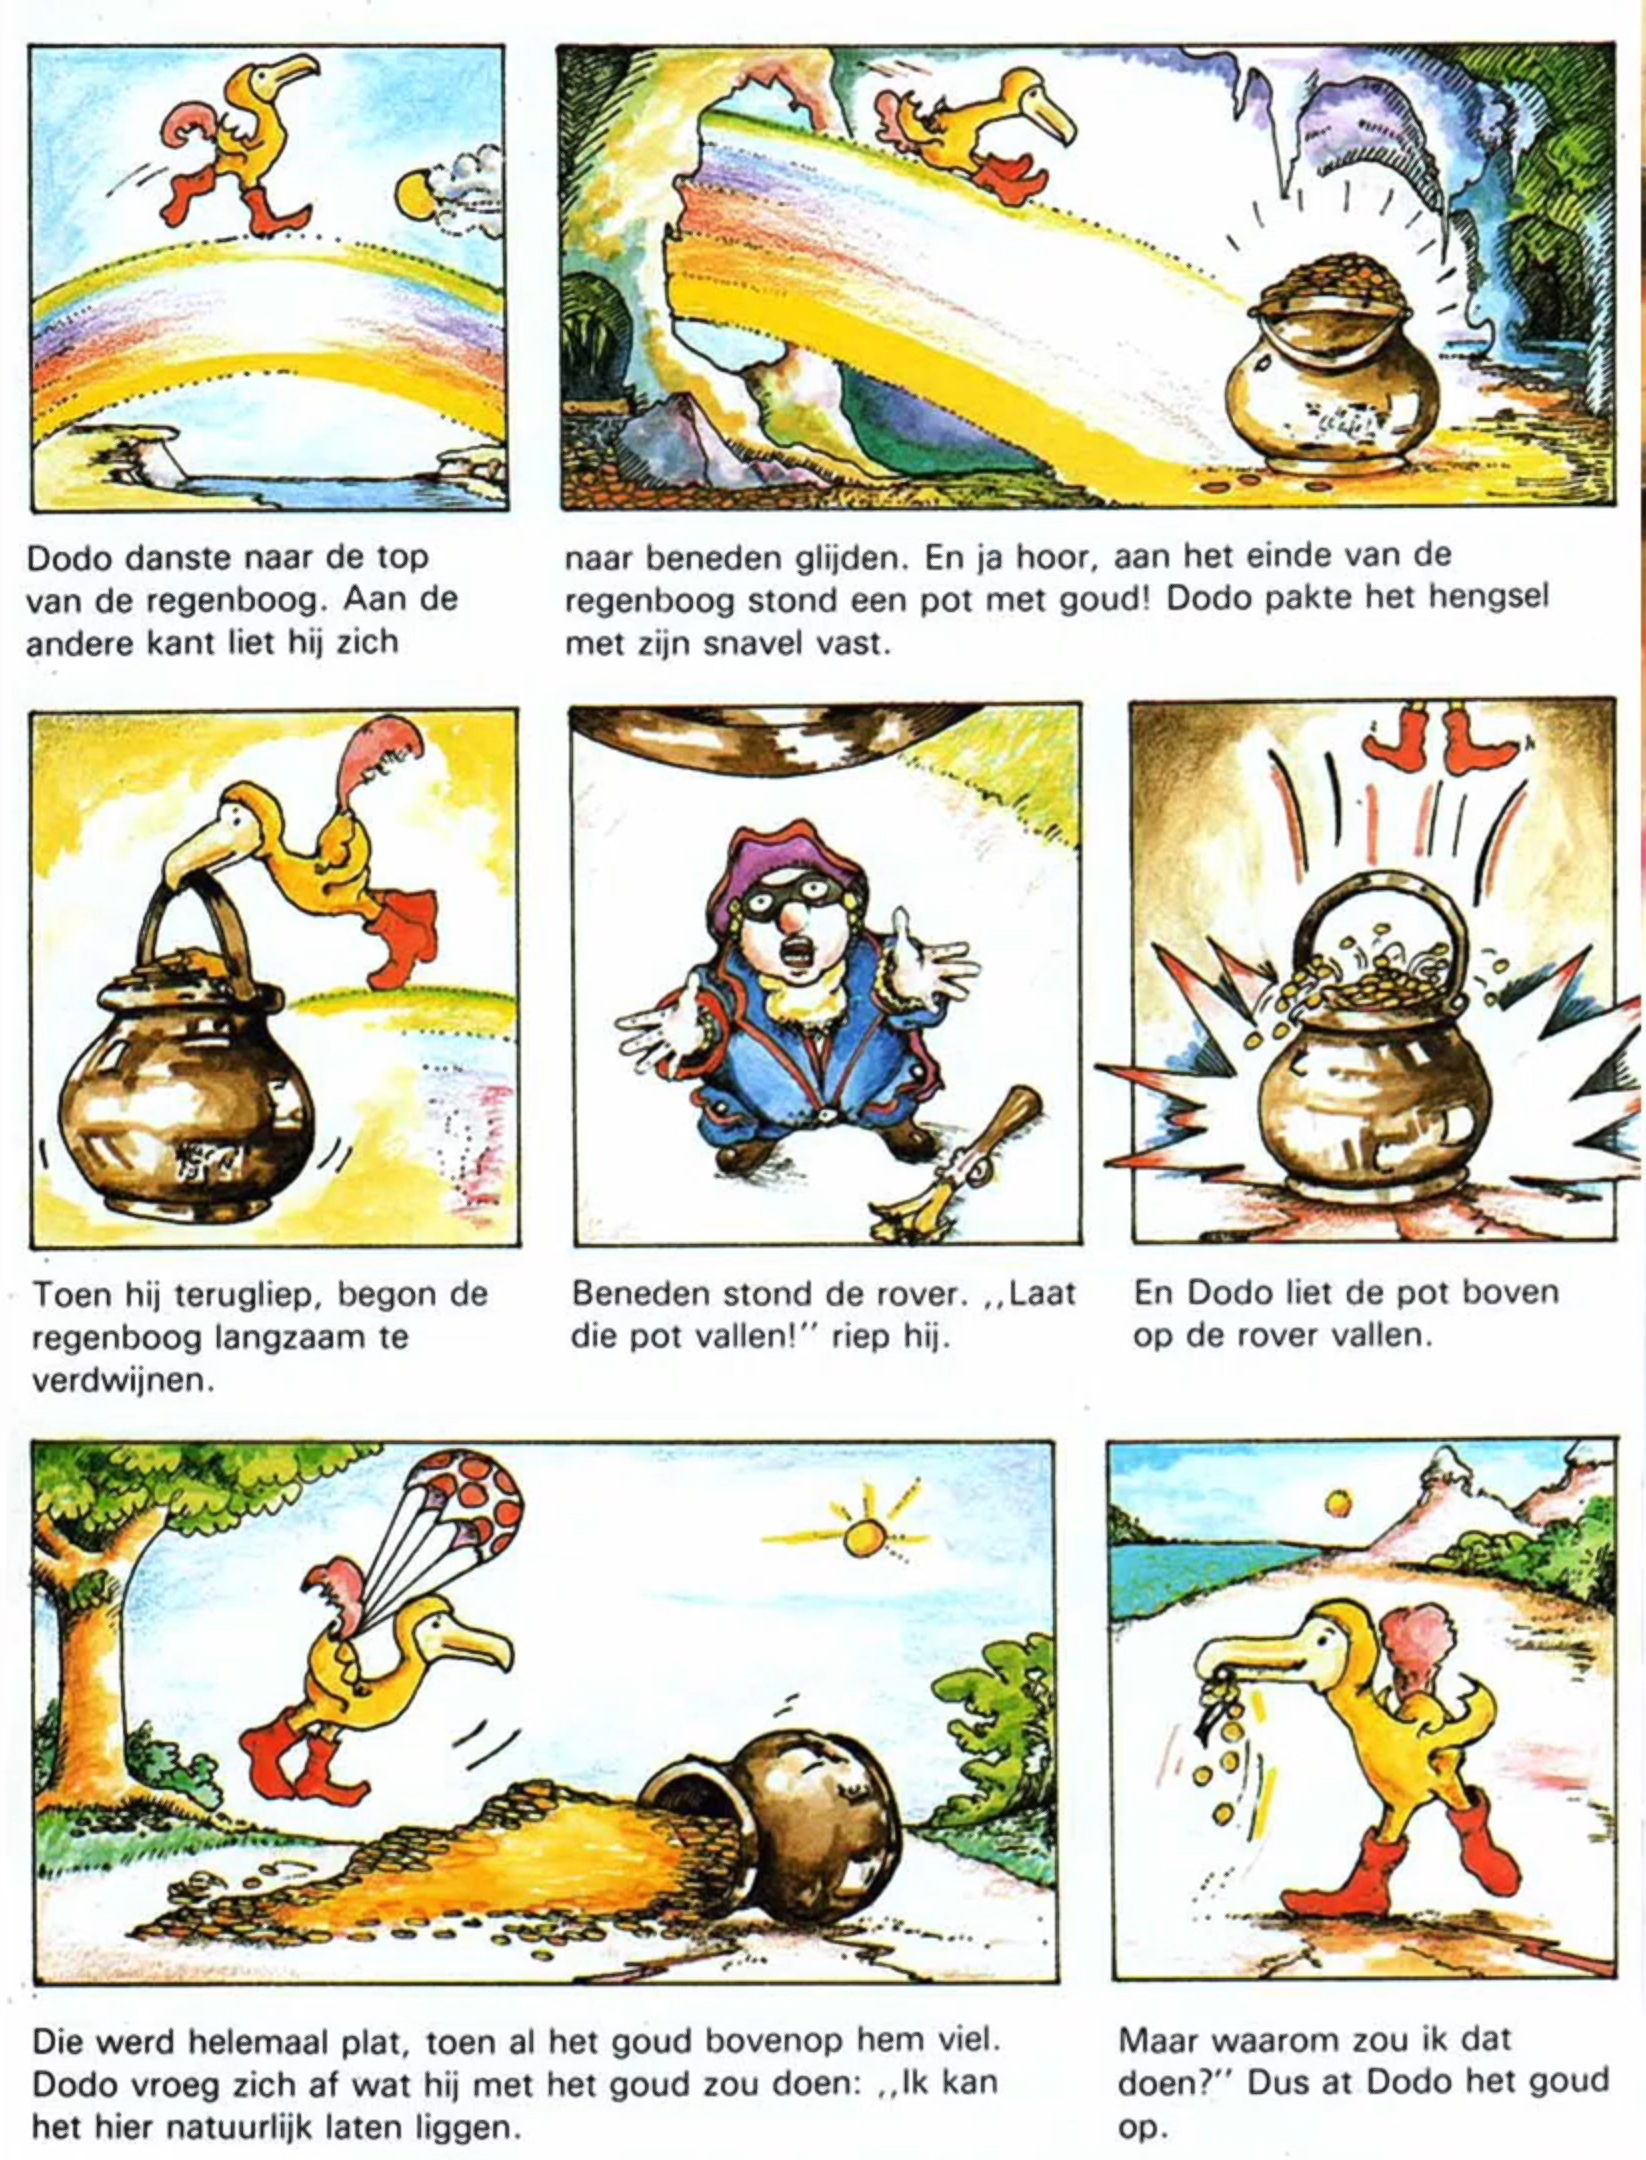 Dodo danste naar de top
van de regenboog. Aan de
andere kant liet hij zich
naar beneden glijden. En ja hoor, aan het einde van de
regenboog stond een pot met goud! Dodo pakte het hengsel
met zijn snavel vast.
Toen hij terugliep, begon de
regenboog langzaam te
verdwijnen.
Beneden stond de rover. ,,Laat
die pot vallen!” riep hij.
En Dodo liet de pot boven
op de rover vallen.
Die werd helemaal plat, toen al het goud bovenop hem viel.
Dodo vroeg zich af wat hij met het goud zou doen: ,,Ik kan
het hier natuurlijk laten liggen.
Maar waarom zou ik dat
doen?” Dus at Dodo het goud
op.